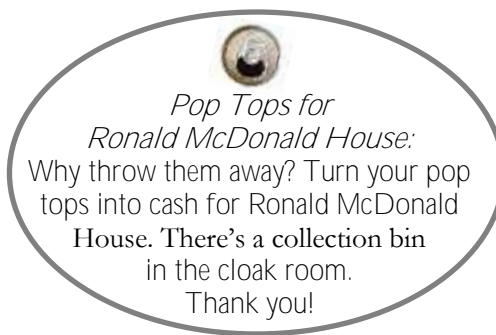 Pop Tops for
Ronald McDonald House:
Why throw them away? Turn your pop
tops into cash for Ronald McDonald
House. There's a collection bin
in the cloak room.
Thank you!